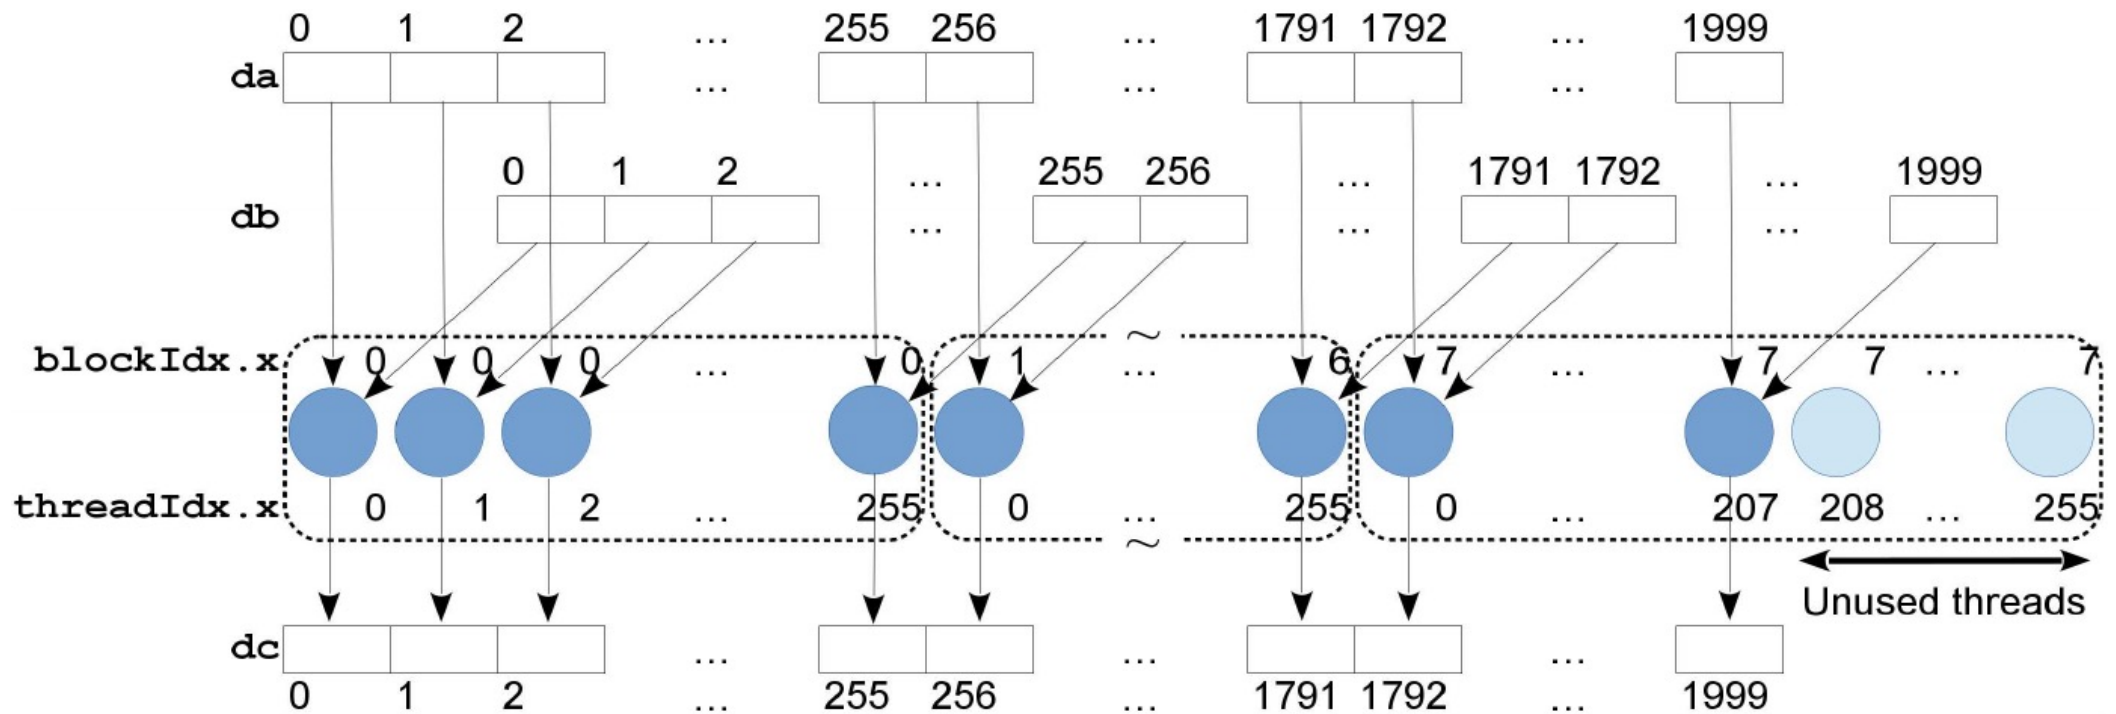 0 1 2 ... 255 256 ... 1791 1792 ... 1999
da ... ... ...
0 1 2 ... 255 256 ... 1791 1792 ... 1999
db ... ... ...
~
blockIdx.x 0 0 0 ... 0 1 ... 6 7 ... 7 7 ... 7
threadIdx.x 0 1 2 ... 255 0 ... 255 0 ... 207 208 ... 255
~
Unused threads
dc ... ... ...
0 1 2 ... 255 256 ... 1791 1792 ... 1999